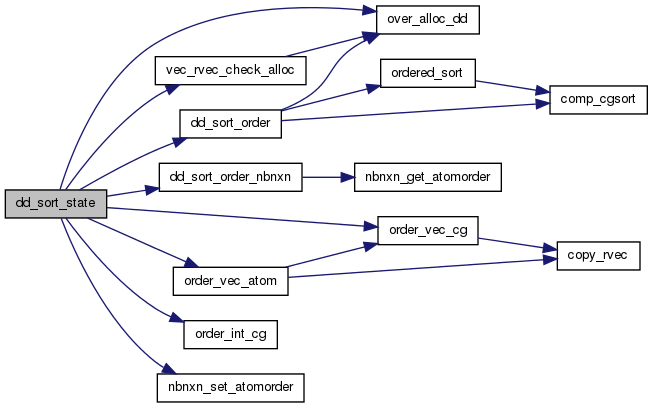 over_alloc_dd
vec_rvec_check_alloc
ordered_sort
comp_cgsort
dd_sort_order
dd_sort_order_nbnxn
nbnxn_get_atomorder
dd_sort_state
order_vec_cg
copy_rvec
order_vec_atom
order_int_cg
nbnxn_set_atomorder